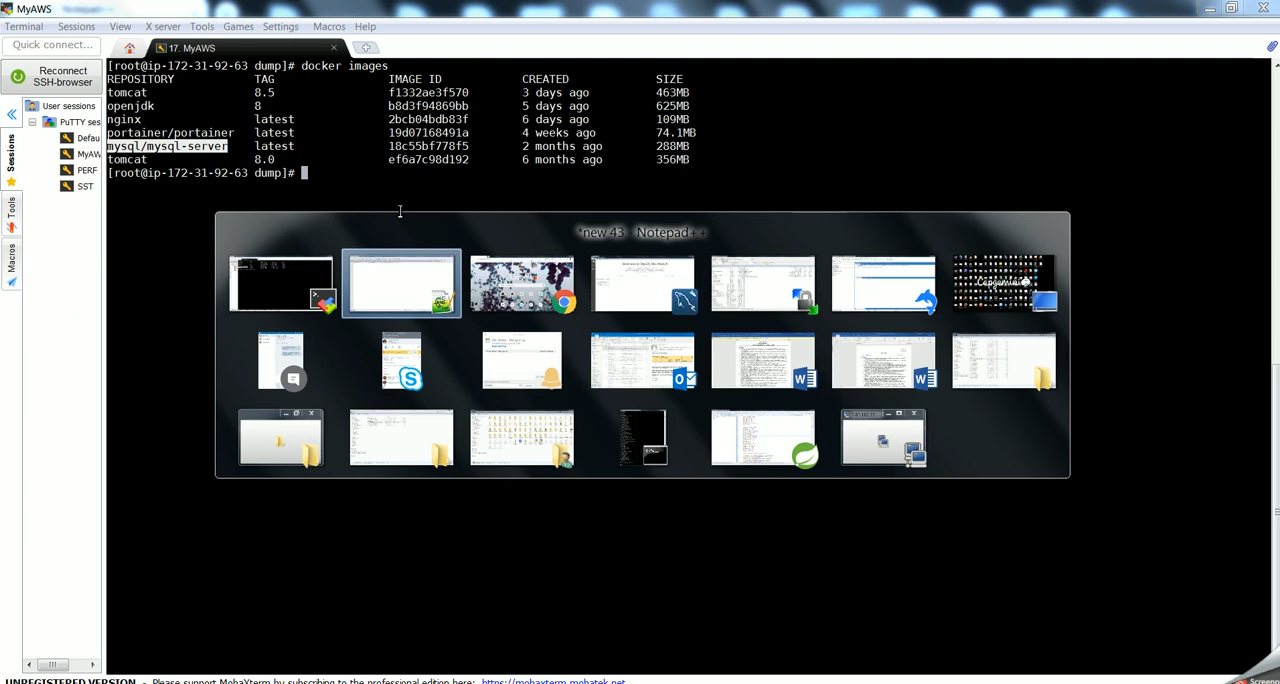 MyAWS
Terminal Sessions View X server Tools Games Settings Macros Help
Quick connect...
17. MyAWS
Reconnect
SSH-browser
User sessions
PuTTY ses
Defau
MyAW
PERF
SST
Sessions
Tools
Macros
[root@ip-172-31-92-63 dump]# docker images
REPOSITORY TAG IMAGE ID CREATED SIZE
tomcat 8.5 f1332ae3f570 3 days ago 463MB
openjdk 8 b8d3f94869bb 5 days ago 625MB
nginx latest 2bcb04bdb83f 6 days ago 109MB
portainer/portainer latest 19d07168491a 4 weeks ago 74.1MB
mysql/mysql-server latest 18c55bf778f5 2 months ago 288MB
tomcat 8.0 ef6a7c98d192 6 months ago 356MB
[root@ip-172-31-92-63 dump]#
*new 43 - Notepad++
Capgemini
UNREGISTERED VERSION - Please support MobaXterm by subscribing to the professional edition here: https://mobaxterm.mobatek.net